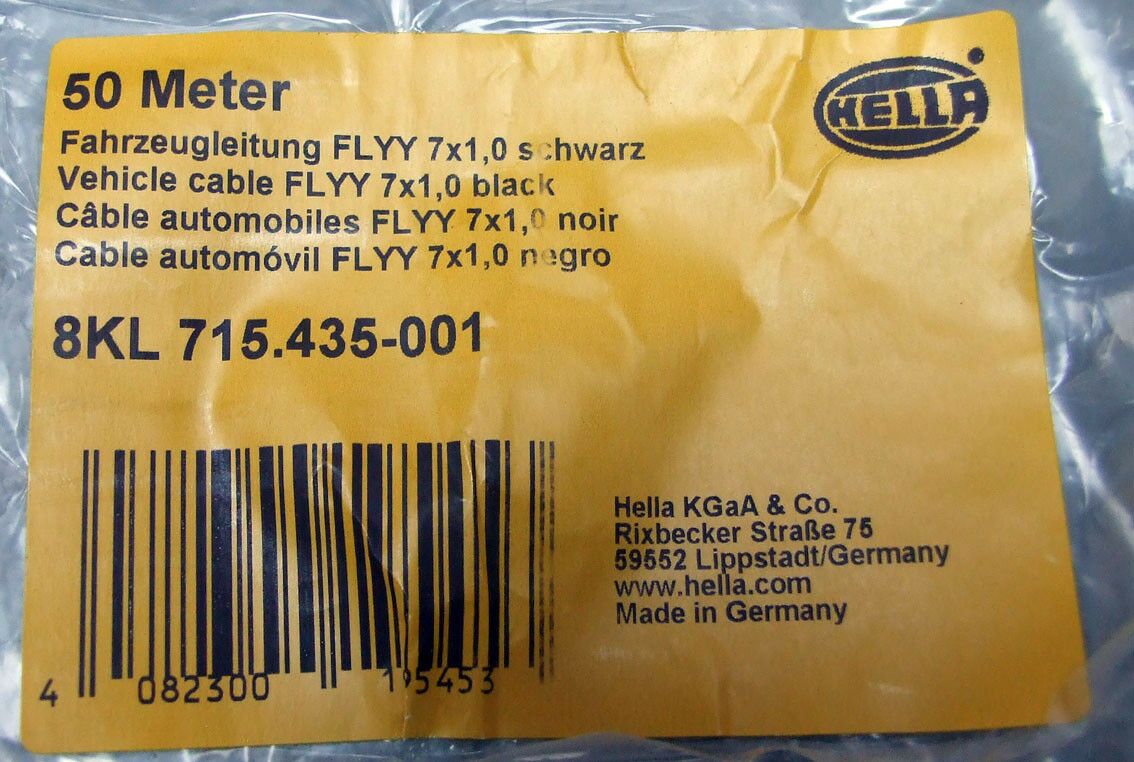 50 Meter
HELLA
Fahrzeugleitung FLYY 7x1,0 schwarz
Vehicle cable FLYY 7x1,0 black
Câble automobiles FLYY 7x1,0 noir
Cable automóvil FLYY 7x1,0 negro
8KL 715.435-001
Hella KGaA & Co.
Rixbecker Straße 75
59552 Lippstadt/Germany
www.hella.com
Made in Germany
4 082300 195453